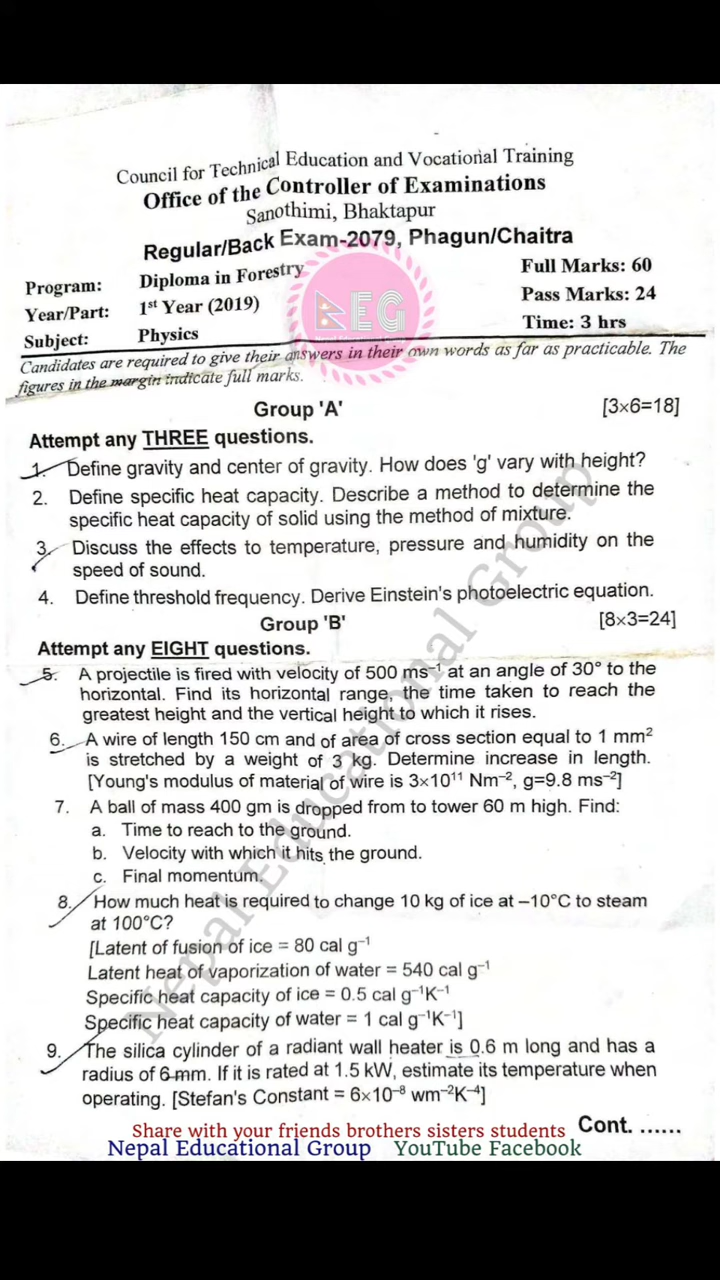 Council for Technical Education and Vocational Training
Office of the Controller of Examinations
Sanothimi, Bhaktapur
Regular/Back Exam-2079, Phagun/Chaitra
Program: Diploma in Forestry Full Marks: 60
Year/Part: 1st Year (2019) Pass Marks: 24
Subject: Physics Time: 3 hrs
BEG
Candidates are required to give their answers in their own words as far as practicable. The
figures in the margin indicate full marks.
Group 'A' [3×6=18]
Attempt any THREE questions.
1. Define gravity and center of gravity. How does 'g' vary with height?
2. Define specific heat capacity. Describe a method to determine the
specific heat capacity of solid using the method of mixture.
3. Discuss the effects to temperature, pressure and humidity on the
speed of sound.
4. Define threshold frequency. Derive Einstein's photoelectric equation.
Group 'B' [8×3=24]
Attempt any EIGHT questions.
5. A projectile is fired with velocity of 500 ms⁻¹ at an angle of 30° to the
horizontal. Find its horizontal range, the time taken to reach the
greatest height and the vertical height to which it rises.
6. A wire of length 150 cm and of area of cross section equal to 1 mm²
is stretched by a weight of 3 kg. Determine increase in length.
[Young's modulus of material of wire is 3×10¹¹ Nm⁻², g=9.8 ms⁻²]
7. A ball of mass 400 gm is dropped from to tower 60 m high. Find:
a. Time to reach to the ground.
b. Velocity with which it hits the ground.
c. Final momentum.
8. How much heat is required to change 10 kg of ice at –10°C to steam
at 100°C?
[Latent of fusion of ice = 80 cal g⁻¹
Latent heat of vaporization of water = 540 cal g⁻¹
Specific heat capacity of ice = 0.5 cal g⁻¹K⁻¹
Specific heat capacity of water = 1 cal g⁻¹K⁻¹]
9. The silica cylinder of a radiant wall heater is 0.6 m long and has a
radius of 6 mm. If it is rated at 1.5 kW, estimate its temperature when
operating. [Stefan's Constant = 6×10⁻⁸ wm⁻²K⁻⁴]
Cont. ......
Nepal Educational Group
Share with your friends brothers sisters students
Nepal Educational Group YouTube Facebook